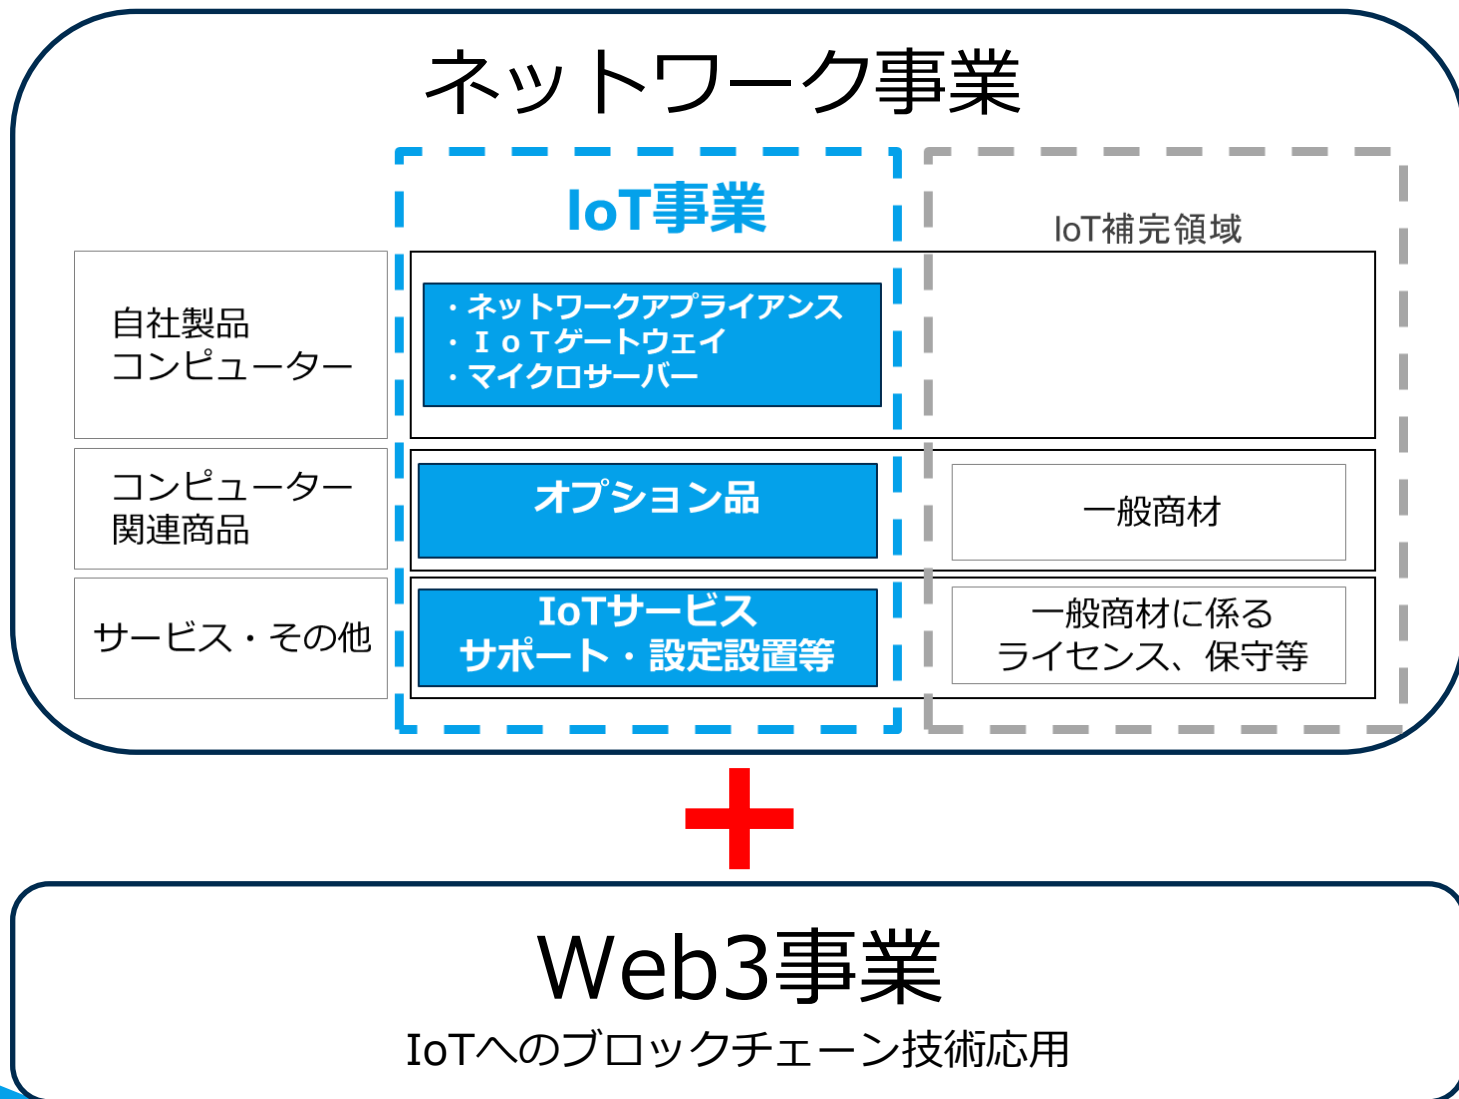 ネットワーク事業
IoT事業
IoT補完領域
自社製品
コンピューター
・ネットワークアプライアンス
・ＩｏＴゲートウェイ
・マイクロサーバー
コンピューター
関連商品
オプション品
一般商材
サービス・その他
IoTサービス
サポート・設定設置等
一般商材に係る
ライセンス、保守等
Web3事業
IoTへのブロックチェーン技術応用